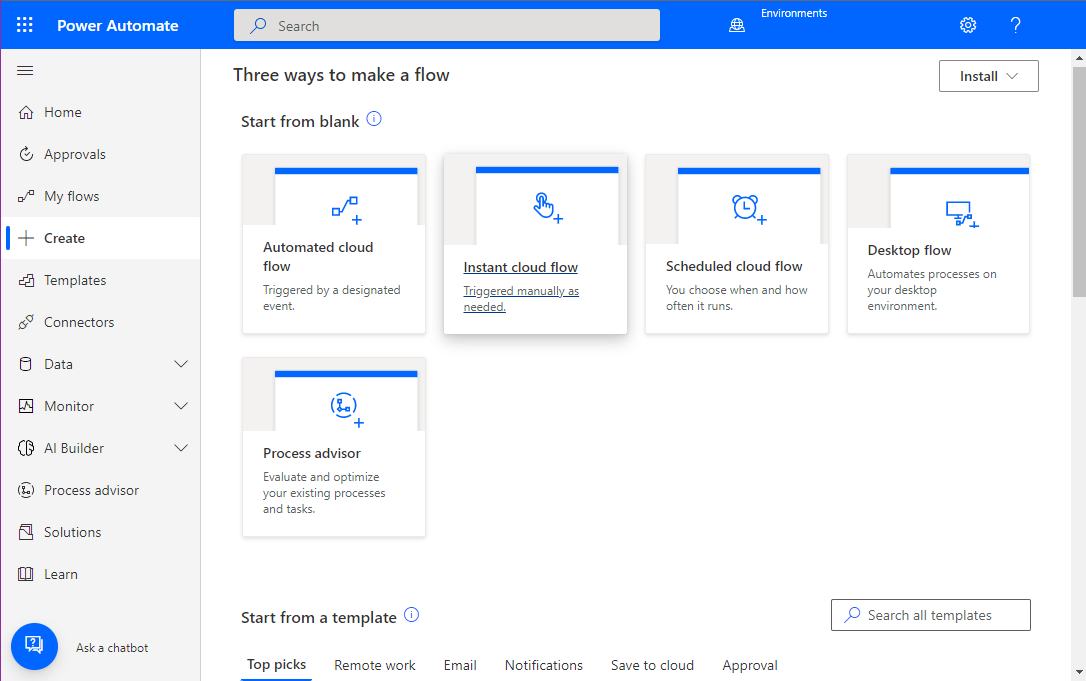 Power Automate
Search
Environments
?
Home
Approvals
My flows
Create
Templates
Connectors
Data
Monitor
AI Builder
Process advisor
Solutions
Learn
Ask a chatbot
Three ways to make a flow
Install
Start from blank
Automated cloud
flow
Triggered by a designated
event.
Instant cloud flow
Triggered manually as
needed.
Scheduled cloud flow
You choose when and how
often it runs.
Desktop flow
Automates processes on
your desktop
environment.
Process advisor
Evaluate and optimize
your existing processes
and tasks.
Start from a template
Search all templates
Top picks
Remote work
Email
Notifications
Save to cloud
Approval